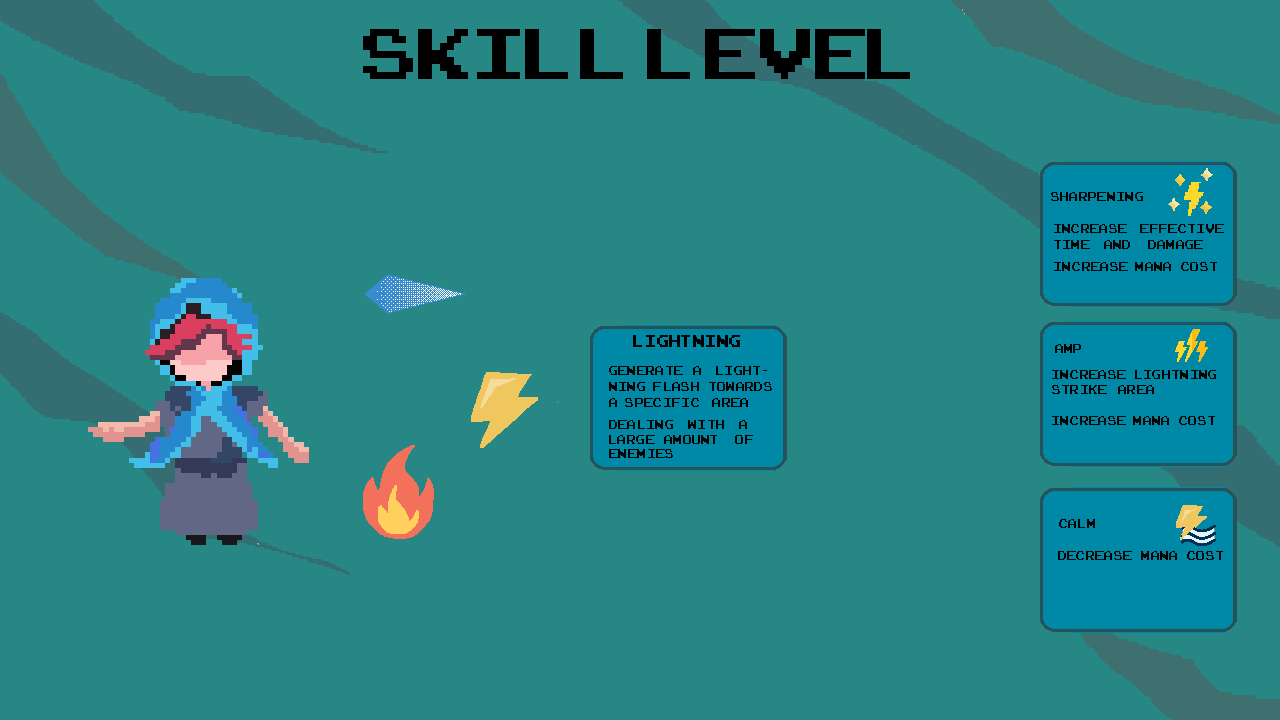 SKILL LEVEL
LIGHTNING
GENERATE A LIGHT-
NING FLASH TOWARDS
A SPECIFIC AREA
DEALING WITH A
LARGE AMOUNT OF
ENEMIES
SHARPENING
INCREASE EFFECTIVE
TIME AND DAMAGE
INCREASE MANA COST
AMP
INCREASE LIGHTNING
STRIKE AREA
INCREASE MANA COST
CALM
DECREASE MANA COST